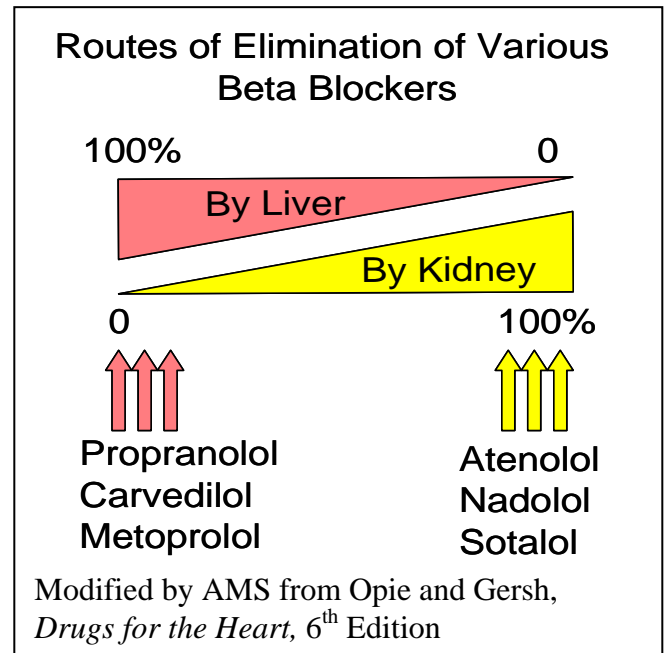 Routes of Elimination of Various
Beta Blockers
100% 0
By Liver
By Kidney
0 100%
Propranolol Atenolol
Carvedilol Nadolol
Metoprolol Sotalol
Modified by AMS from Opie and Gersh,
Drugs for the Heart, 6th Edition